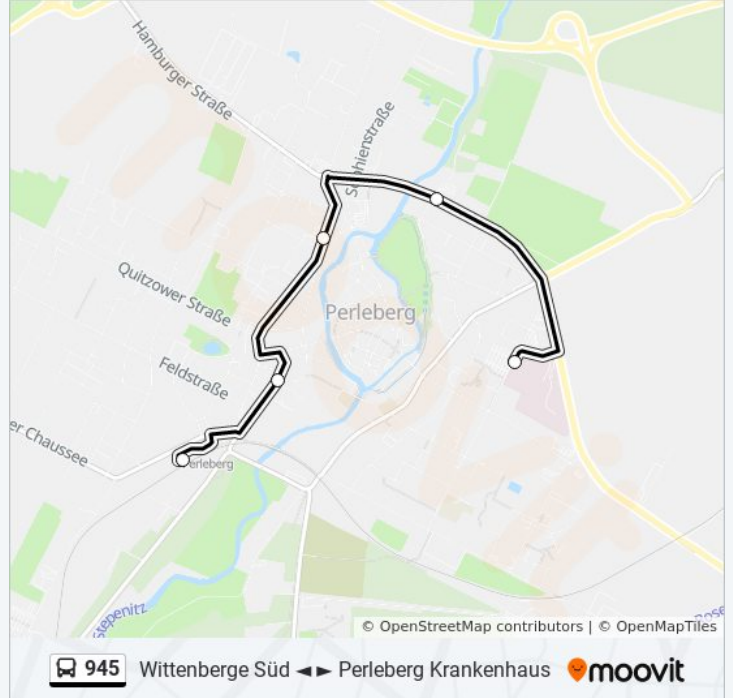 Hamburger Straße
Sophienstraße
Quitzower Straße
Perleberg
Feldstraße
er Chaussee
Perleberg
Stepenitz
Rose
© OpenStreetMap contributors | © OpenMapTiles
945 Wittenberge Süd ◄ ► Perleberg Krankenhaus moovit